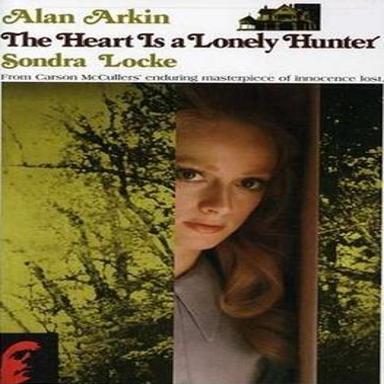 Alan Arkin
The Heart Is a Lonely Hunter
Sondra Locke
From Carson McCullers' enduring masterpiece of innocence lost.